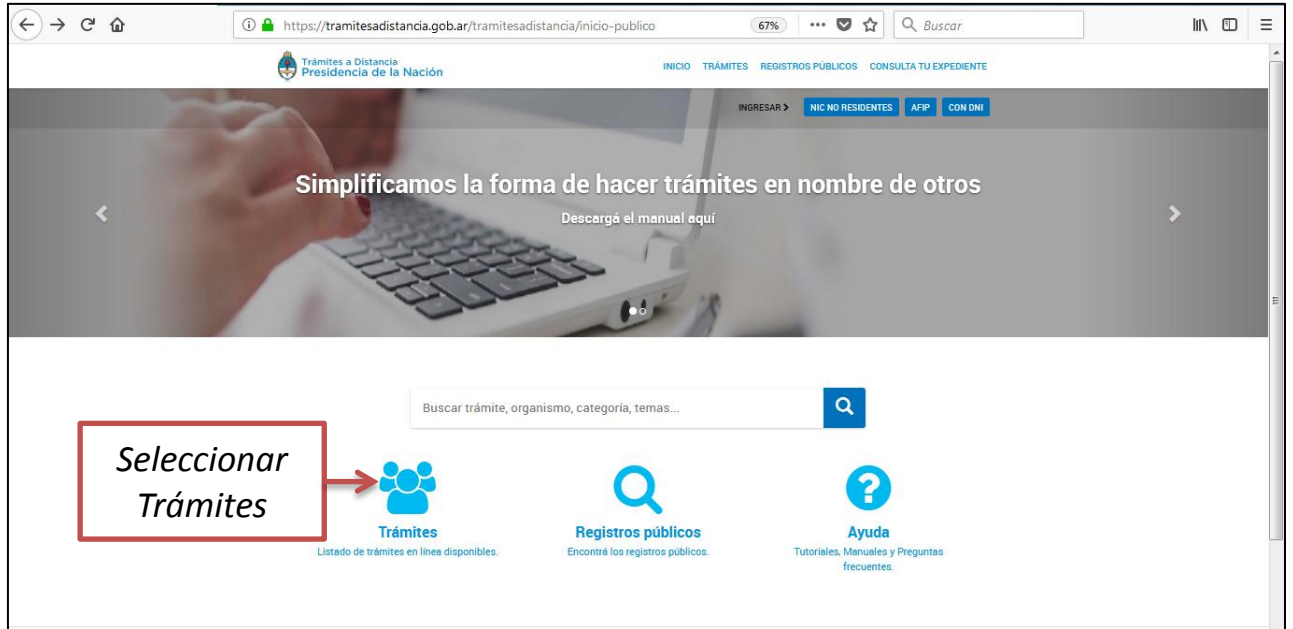 https://tramitesadistancia.gob.ar/tramitesadistancia/inicio-publico
67%
Buscar
Trámites a Distancia
Presidencia de la Nación
INICIO TRÁMITES REGISTROS PÚBLICOS CONSULTA TU EXPEDIENTE
INGRESAR NIC NO RESIDENTES AFIP CON DNI
Simplificamos la forma de hacer trámites en nombre de otros
Descargá el manual aquí
Buscar trámite, organismo, categoría, temas...
Seleccionar
Trámites
Trámites
Listado de trámites en línea disponibles.
Registros públicos
Encontrá los registros públicos.
Ayuda
Tutoriales, Manuales y Preguntas
frecuentes.